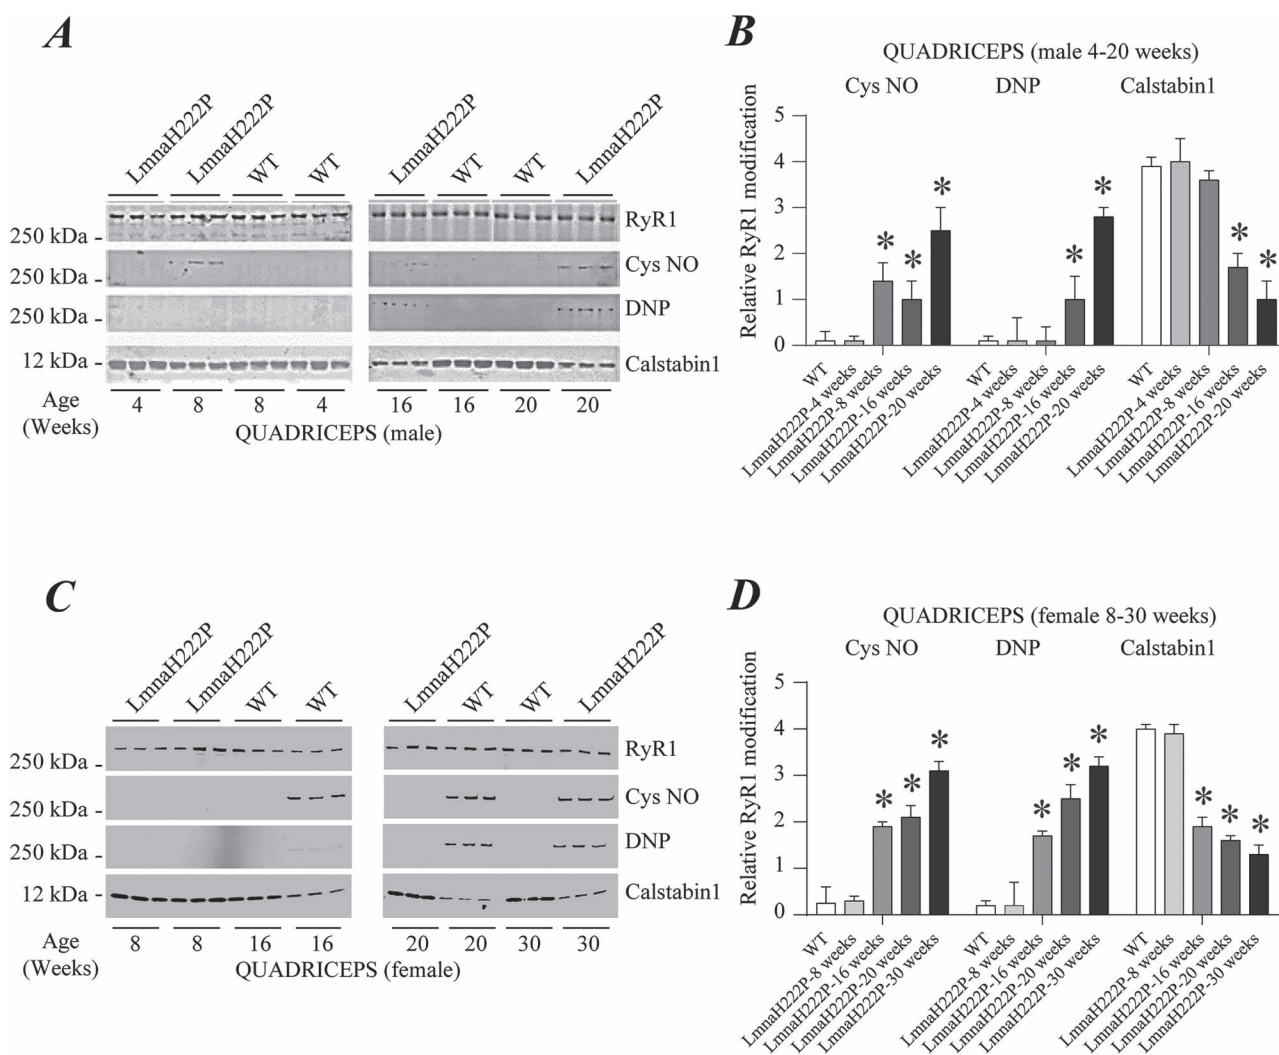 A
LmnaH222P
LmnaH222P
WT
WT
LmnaH222P
WT
WT
LmnaH222P
250 kDa
RyR1
250 kDa
Cys NO
250 kDa
DNP
12 kDa
Calstabin1
Age
(Weeks)
4 8 8 4 16 16 20 20
QUADRICEPS (male)
B
QUADRICEPS (male 4-20 weeks)
Cys NO DNP Calstabin1
Relative RyR1 modification
5
4
3
2
1
0
* * * * * * *
WT
LmnaH222P-4 weeks
LmnaH222P-8 weeks
LmnaH222P-16 weeks
LmnaH222P-20 weeks
WT
LmnaH222P-4 weeks
LmnaH222P-8 weeks
LmnaH222P-16 weeks
LmnaH222P-20 weeks
WT
LmnaH222P-4 weeks
LmnaH222P-8 weeks
LmnaH222P-16 weeks
LmnaH222P-20 weeks
C
LmnaH222P
LmnaH222P
WT
WT
LmnaH222P
WT
WT
LmnaH222P
250 kDa
RyR1
250 kDa
Cys NO
250 kDa
DNP
12 kDa
Calstabin1
Age
(Weeks)
8 8 16 16 20 20 30 30
QUADRICEPS (female)
D
QUADRICEPS (female 8-30 weeks)
Cys NO DNP Calstabin1
Relative RyR1 modification
5
4
3
2
1
0
* * * * * * * * *
WT
LmnaH222P-8 weeks
LmnaH222P-16 weeks
LmnaH222P-20 weeks
LmnaH222P-30 weeks
WT
LmnaH222P-8 weeks
LmnaH222P-16 weeks
LmnaH222P-20 weeks
LmnaH222P-30 weeks
WT
LmnaH222P-8 weeks
LmnaH222P-16 weeks
LmnaH222P-20 weeks
LmnaH222P-30 weeks